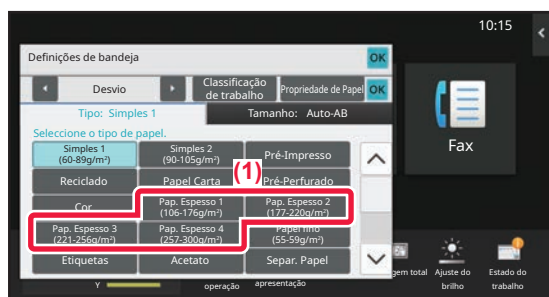 10:15
Definições de bandeja
OK
Desvio
Classificação
de trabalho
Propriedade de Papel
OK
Tipo: Simples 1
Tamanho: Auto-AB
Seleccione o tipo de papel.
Simples 1
(60-89g/m²)
Simples 2
(90-105g/m²)
Pré-Impresso
Reciclado
Papel Carta
(1)
Pré-Perfurado
Cor
Pap. Espesso 1
(106-176g/m²)
Pap. Espesso 2
(177-220g/m²)
Pap. Espesso 3
(221-256g/m²)
Pap. Espesso 4
(257-300g/m²)
Papel fino
(55-59g/m²)
Etiquetas
Acetato
Separ. Papel
Fax
Y
operação
apresentação
gem total
Ajuste do
brilho
Estado do
trabalho